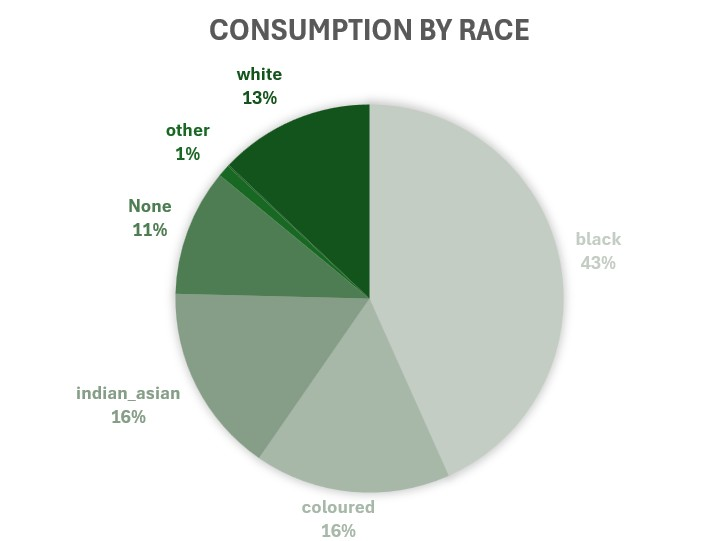 CONSUMPTION BY RACE
white
13%
other
1%
None
11%
black
43%
indian_asian
16%
coloured
16%